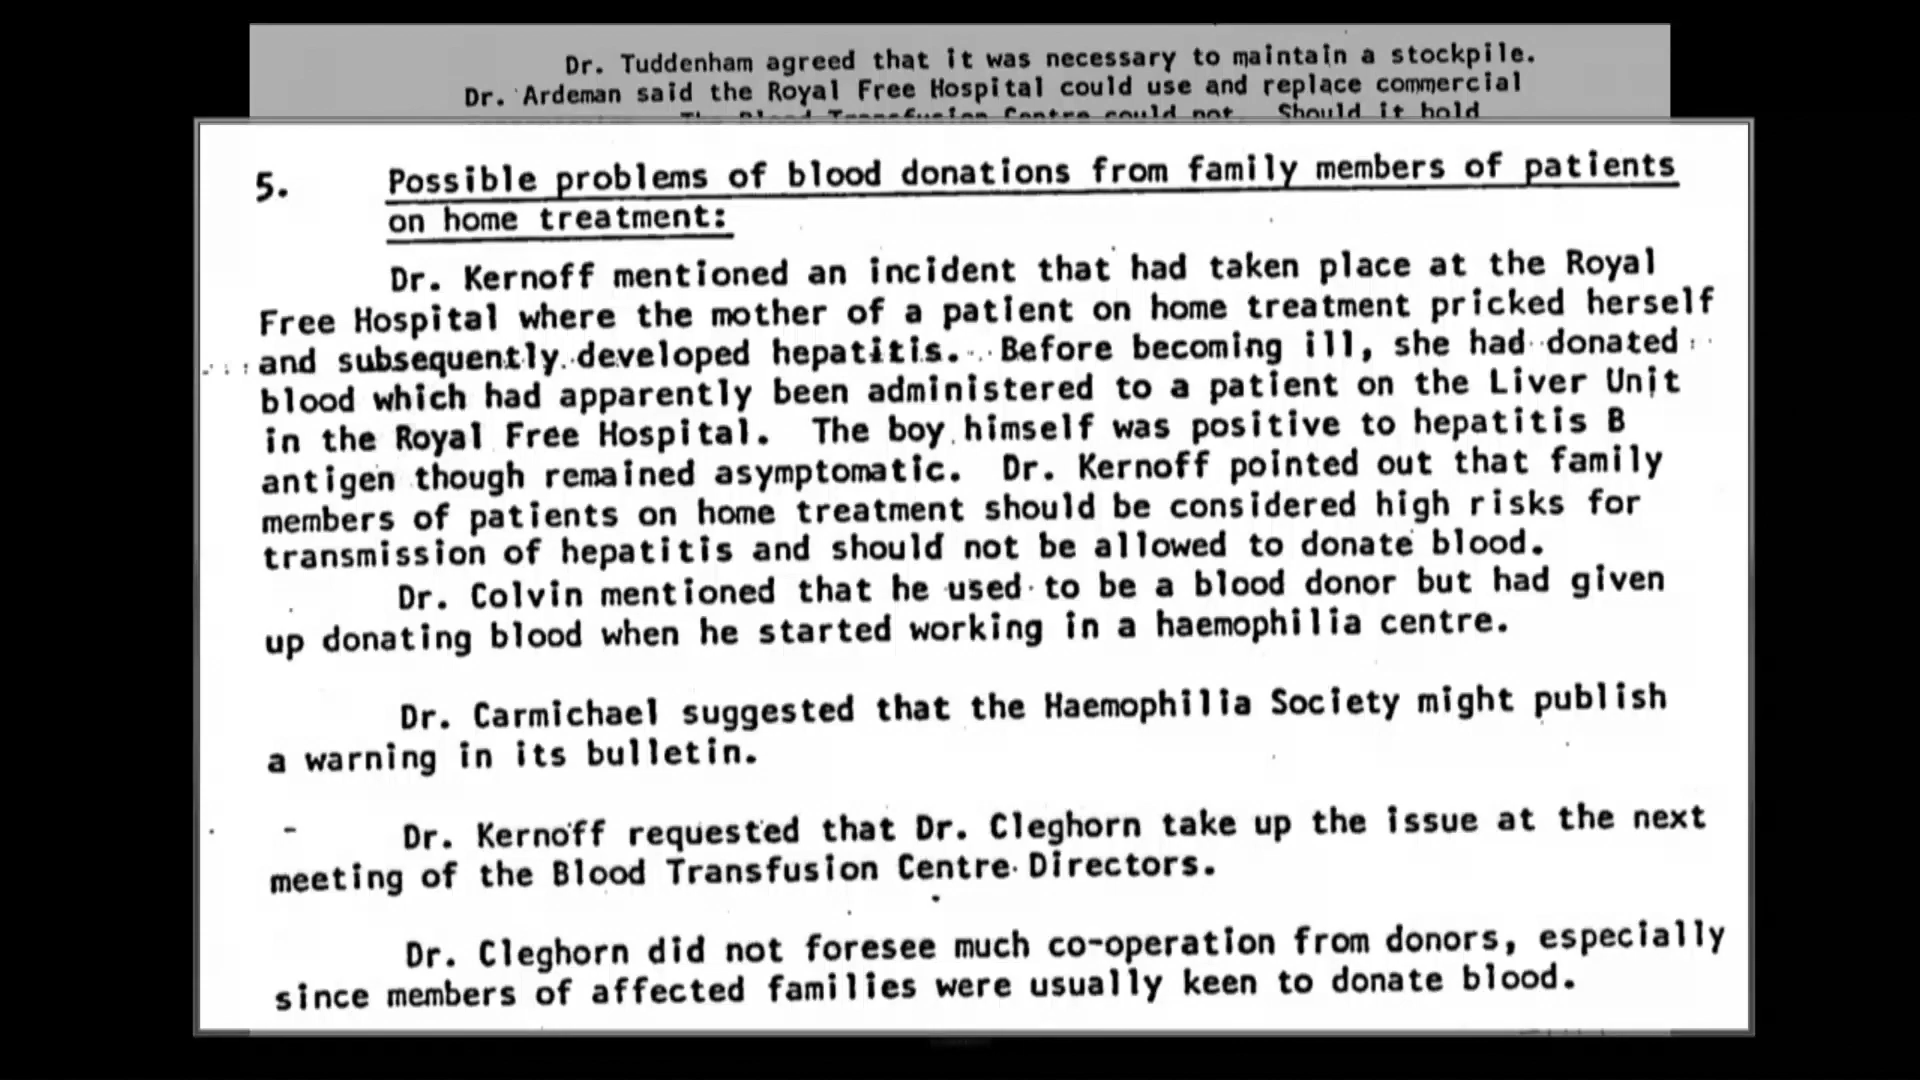 Dr. Tuddenham agreed that it was necessary to maintain a stockpile.
Dr. Ardeman said the Royal Free Hospital could use and replace commercial
The Blood Transfusion Centre could not. Should it hold
5. Possible problems of blood donations from family members of patients
on home treatment:
Dr. Kernoff mentioned an incident that had taken place at the Royal
Free Hospital where the mother of a patient on home treatment pricked herself
and subsequently developed hepatitis. Before becoming ill, she had donated
blood which had apparently been administered to a patient on the Liver Unit
in the Royal Free Hospital. The boy himself was positive to hepatitis B
antigen though remained asymptomatic. Dr. Kernoff pointed out that family
members of patients on home treatment should be considered high risks for
transmission of hepatitis and should not be allowed to donate blood.
Dr. Colvin mentioned that he used to be a blood donor but had given
up donating blood when he started working in a haemophilia centre.
Dr. Carmichael suggested that the Haemophilia Society might publish
a warning in its bulletin.
Dr. Kernoff requested that Dr. Cleghorn take up the issue at the next
meeting of the Blood Transfusion Centre Directors.
Dr. Cleghorn did not foresee much co-operation from donors, especially
since members of affected families were usually keen to donate blood.